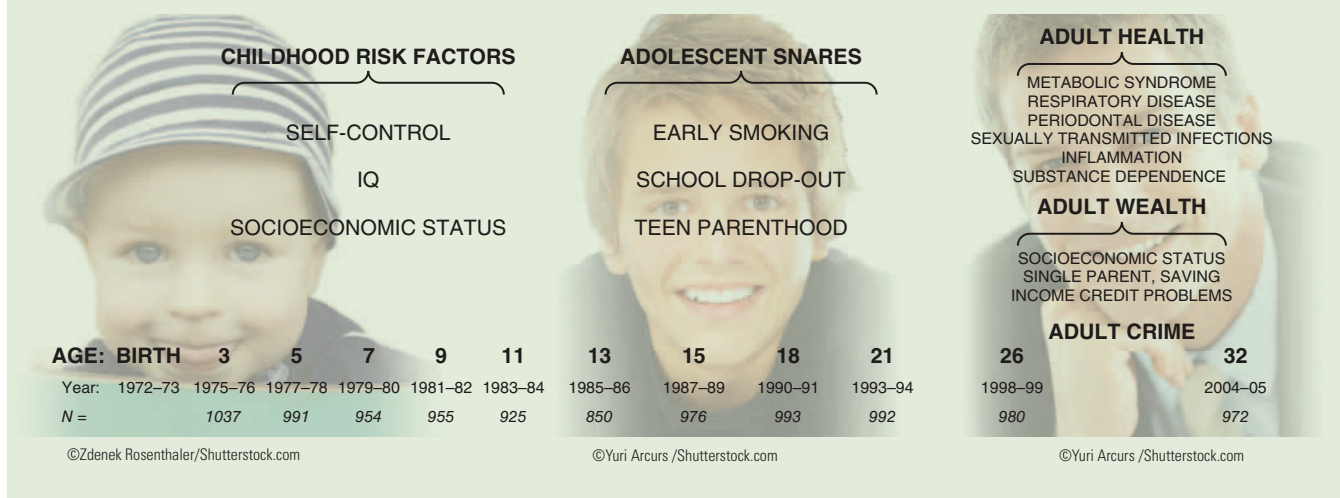 CHILDHOOD RISK FACTORS
SELF-CONTROL
IQ
SOCIOECONOMIC STATUS
ADOLESCENT SNARES
EARLY SMOKING
SCHOOL DROP-OUT
TEEN PARENTHOOD
ADULT HEALTH
METABOLIC SYNDROME
RESPIRATORY DISEASE
PERIODONTAL DISEASE
SEXUALLY TRANSMITTED INFECTIONS
INFLAMMATION
SUBSTANCE DEPENDENCE
ADULT WEALTH
SOCIOECONOMIC STATUS
SINGLE PARENT, SAVING
INCOME CREDIT PROBLEMS
ADULT CRIME
AGE: BIRTH 3 5 7 9 11 13 15 18 21 26 32
Year: 1972–73 1975–76 1977–78 1979–80 1981–82 1983–84 1985–86 1987–89 1990–91 1993–94 1998–99 2004–05
N = 1037 991 954 955 925 850 976 993 992 980 972
©Zdenek Rosenthaler/Shutterstock.com ©Yuri Arcurs /Shutterstock.com ©Yuri Arcurs /Shutterstock.com